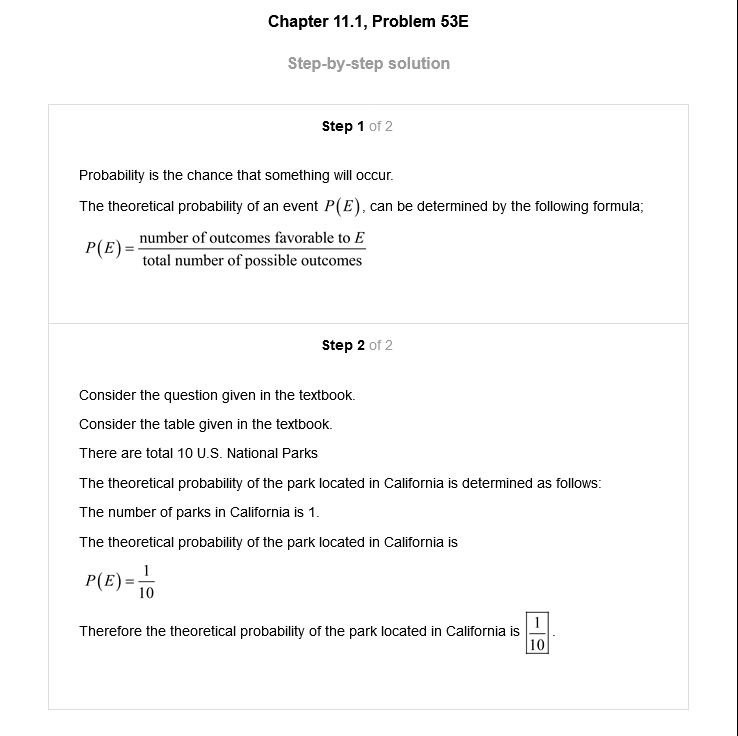 Chapter 11.1, Problem 53E
Step-by-step solution
Step 1 of 2
Probability is the chance that something will occur.
The theoretical probability of an event P(E), can be determined by the following formula;
P(E) = number of outcomes favorable to E / total number of possible outcomes
Step 2 of 2
Consider the question given in the textbook.
Consider the table given in the textbook.
There are total 10 U.S. National Parks
The theoretical probability of the park located in California is determined as follows:
The number of parks in California is 1.
The theoretical probability of the park located in California is
P(E) = 1/10
Therefore the theoretical probability of the park located in California is 1/10.